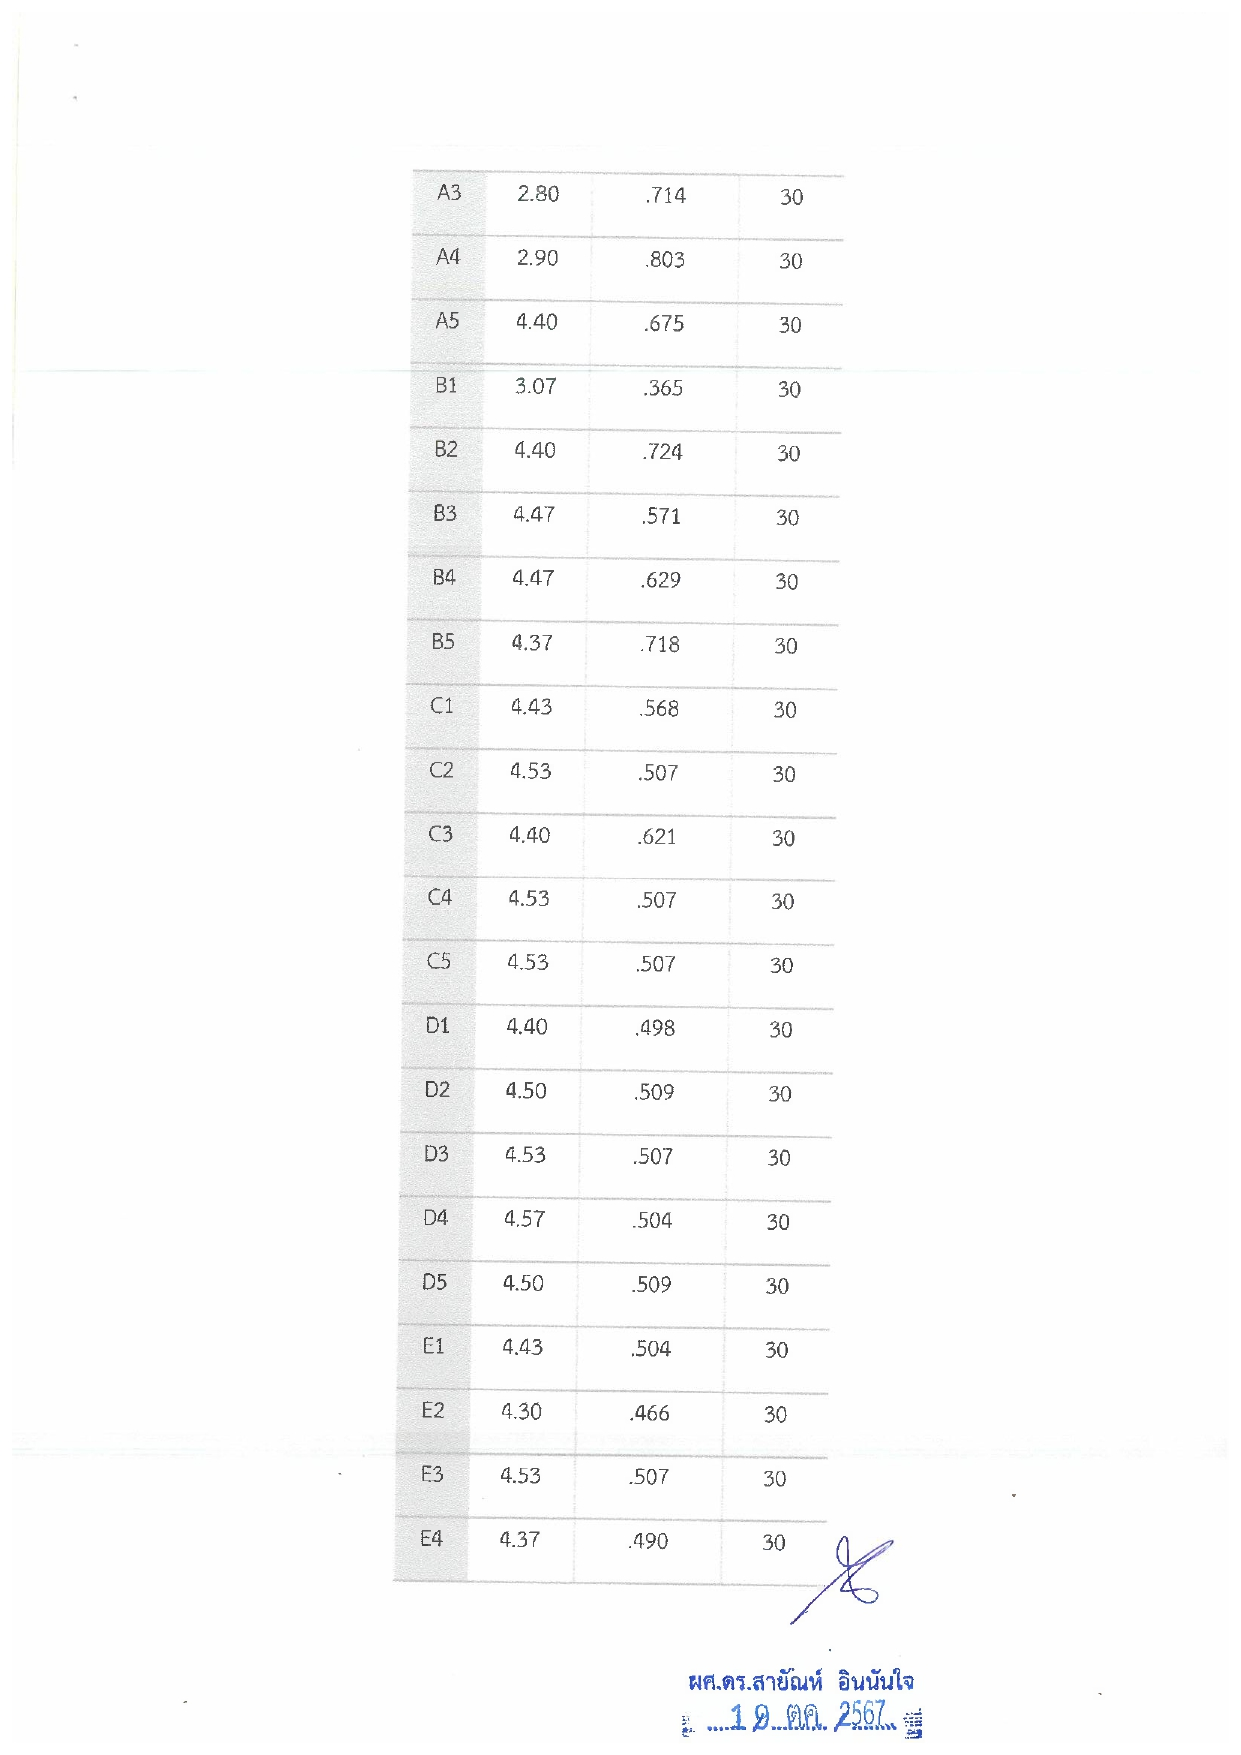 A3 2.80 .714 30
A4 2.90 .803 30
A5 4.40 .675 30
B1 3.07 .365 30
B2 4.40 .724 30
B3 4.47 .571 30
B4 4.47 .629 30
B5 4.37 .718 30
C1 4.43 .568 30
C2 4.53 .507 30
C3 4.40 .621 30
C4 4.53 .507 30
C5 4.53 .507 30
D1 4.40 .498 30
D2 4.50 .509 30
D3 4.53 .507 30
D4 4.57 .504 30
D5 4.50 .509 30
E1 4.43 .504 30
E2 4.30 .466 30
E3 4.53 .507 30
E4 4.37 .490 30
ผศ.ดร.สายัณห์ อินนันใจ
ตค. 2567